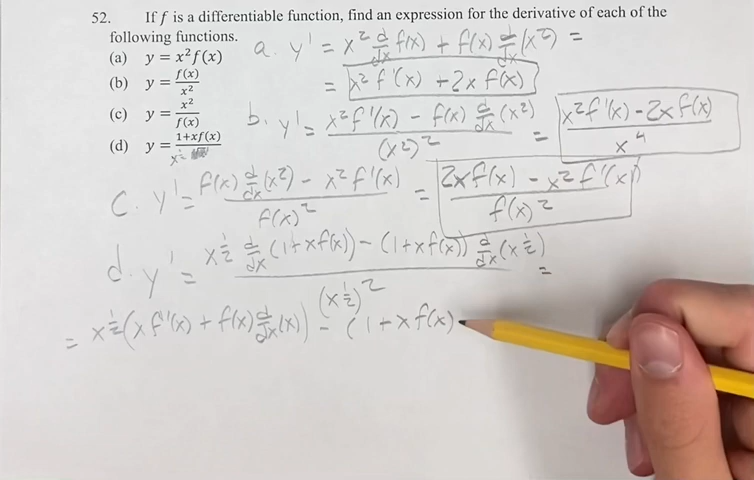 52. If f is a differentiable function, find an expression for the derivative of each of the
following functions.
(a) y = x²f(x)
(b) y = f(x)/x²
(c) y = x²/f(x)
(d) y = 1+xf(x)/x^½
a. y' = x² d/dx f(x) + f(x) d/dx (x²) =
= x² f'(x) + 2x f(x)
b. y' = x² f'(x) - f(x) d/dx (x²)/(x²)² = x² f'(x) - 2x f(x)/x⁴
c. y' = f(x) d/dx (x²) - x² f'(x)/f(x)² = 2x f(x) - x² f'(x)/f(x)²
d. y' = x^½ d/dx (1+xf(x)) - (1+xf(x)) d/dx (x^½)/(x^½)² =
= x^½ (x f'(x) + f(x) d/dx (x)) - (1 + x f(x)